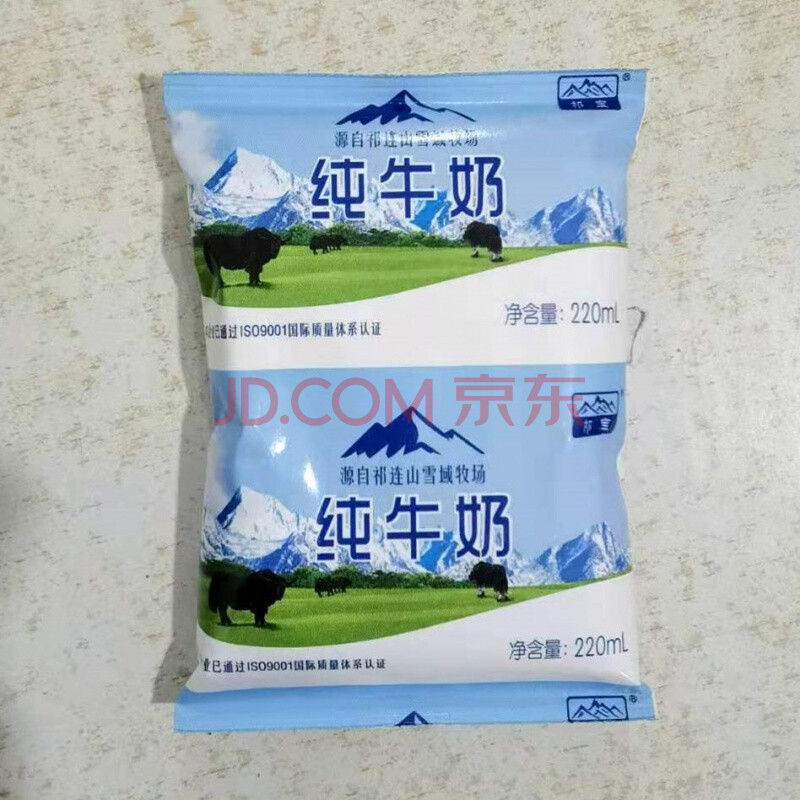 祁宝
®
源自祁连山雪域牧场
纯牛奶
净含量：220mL
业已通过ISO9001国际质量体系认证
JD.COM 京东
祁宝
源自祁连山雪域牧场
纯牛奶
净含量：220mL
业已通过ISO9001国际质量体系认证
®